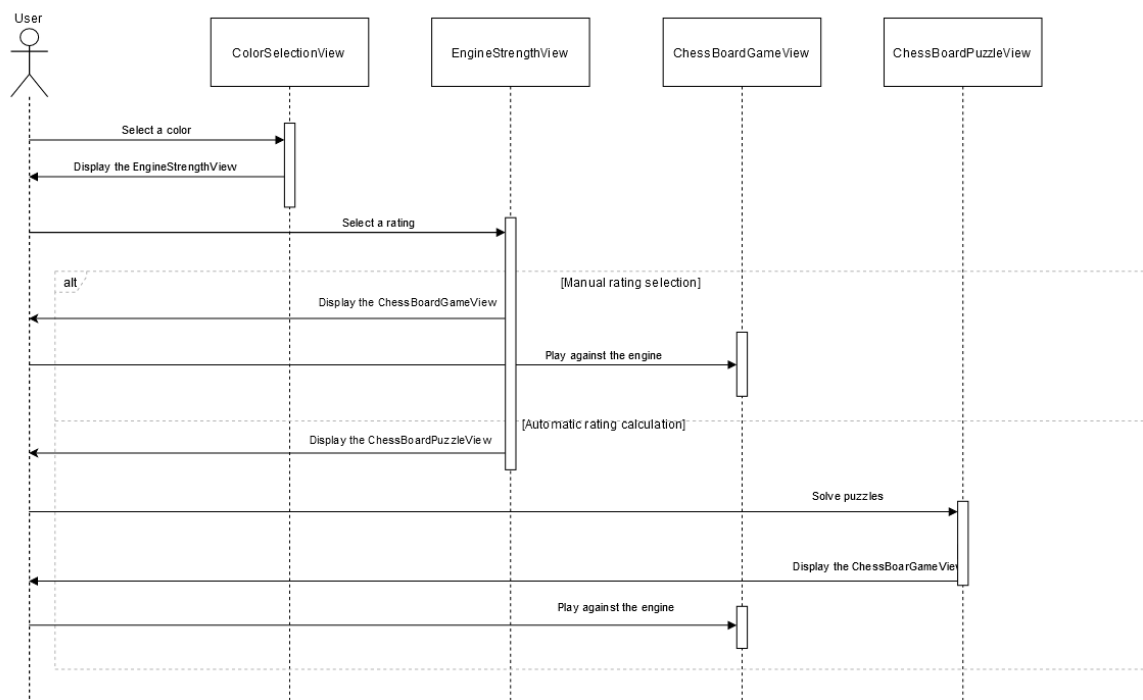 User
ColorSelectionView
EngineStrengthView
ChessBoardGameView
ChessBoardPuzzleView
Select a color
Display the EngineStrengthView
Select a rating
alt
[Manual rating selection]
Display the ChessBoardGameView
Play against the engine
[Automatic rating calculation]
Display the ChessBoardPuzzleView
Solve puzzles
Display the ChessBoarGameView
Play against the engine